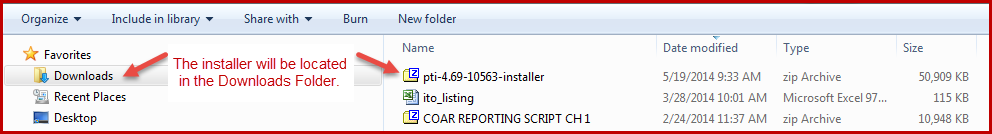 Organize Include in library Share with Burn New folder
Favorites
Downloads
Recent Places
Desktop
The installer will be located
in the Downloads Folder.
Name Date modified Type Size
pti-4.69-10563-installer 5/19/2014 9:33 AM zip Archive 50,909 KB
ito_listing 3/28/2014 10:01 AM Microsoft Excel 97... 115 KB
COAR REPORTING SCRIPT CH 1 2/24/2014 11:37 AM zip Archive 10,948 KB